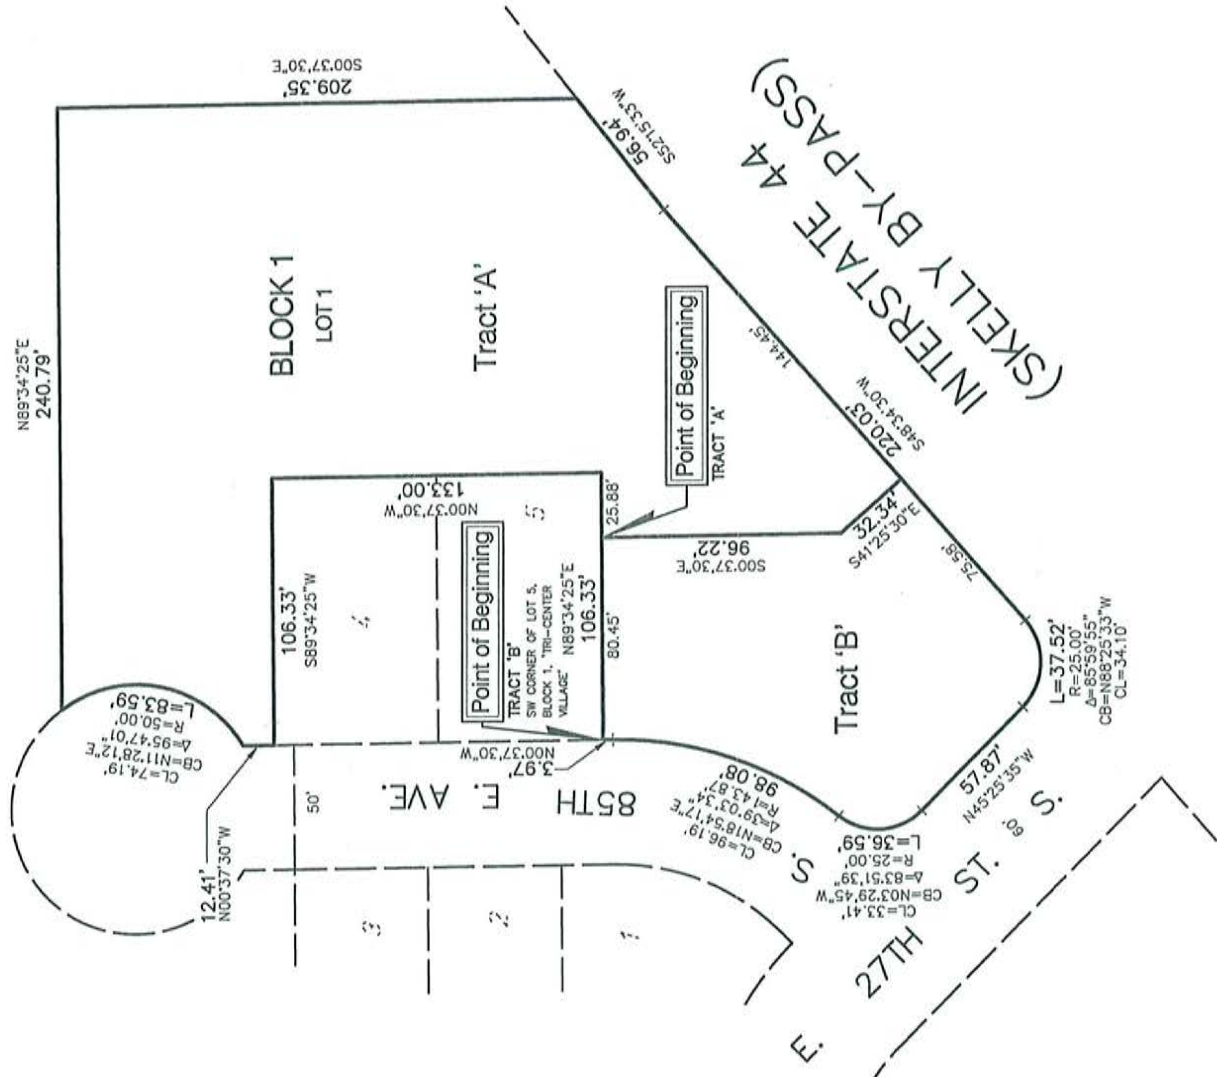 N89°34'25"E
240.79'
S00°37'30"E
209.35'
BLOCK 1
LOT 1
Tract 'A'
56.94'
S52°15'33"W
INTERSTATE 44
(SKELLY BY-PASS)
144.45'
220.03'
S48°34'30"W
Point of Beginning
TRACT 'A'
106.33'
S89°34'25"W
133.00'
N00°37'30"W
4
5
Point of Beginning
TRACT 'B'
SW CORNER OF LOT 5,
BLOCK 1, "TRI-CENTER
VILLAGE"
N89°34'25"E
106.33'
80.45'
25.88'
96.22'
S00°37'30"E
32.34'
S41°25'30"E
75.58'
Tract 'B'
L=37.52'
R=25.00'
Δ=85°59'55"
CB=N88°25'33"W
CL=34.10'
57.87'
N45°25'35"W
L=36.59'
R=25.00'
Δ=83°51'39"
CB=N03°29'45"W
CL=33.41'
98.08'
R=143.87'
Δ=39°03'34"
CB=N18°54'17"E
CL=96.19'
3.97'
N00°37'30"W
L=83.59'
R=50.00'
Δ=95°47'01"
CB=N11°28'12"E
CL=74.19'
12.41'
N00°37'30"W
50'
S. 85TH E. AVE.
3
2
1
E. 27TH ST. S.
60'